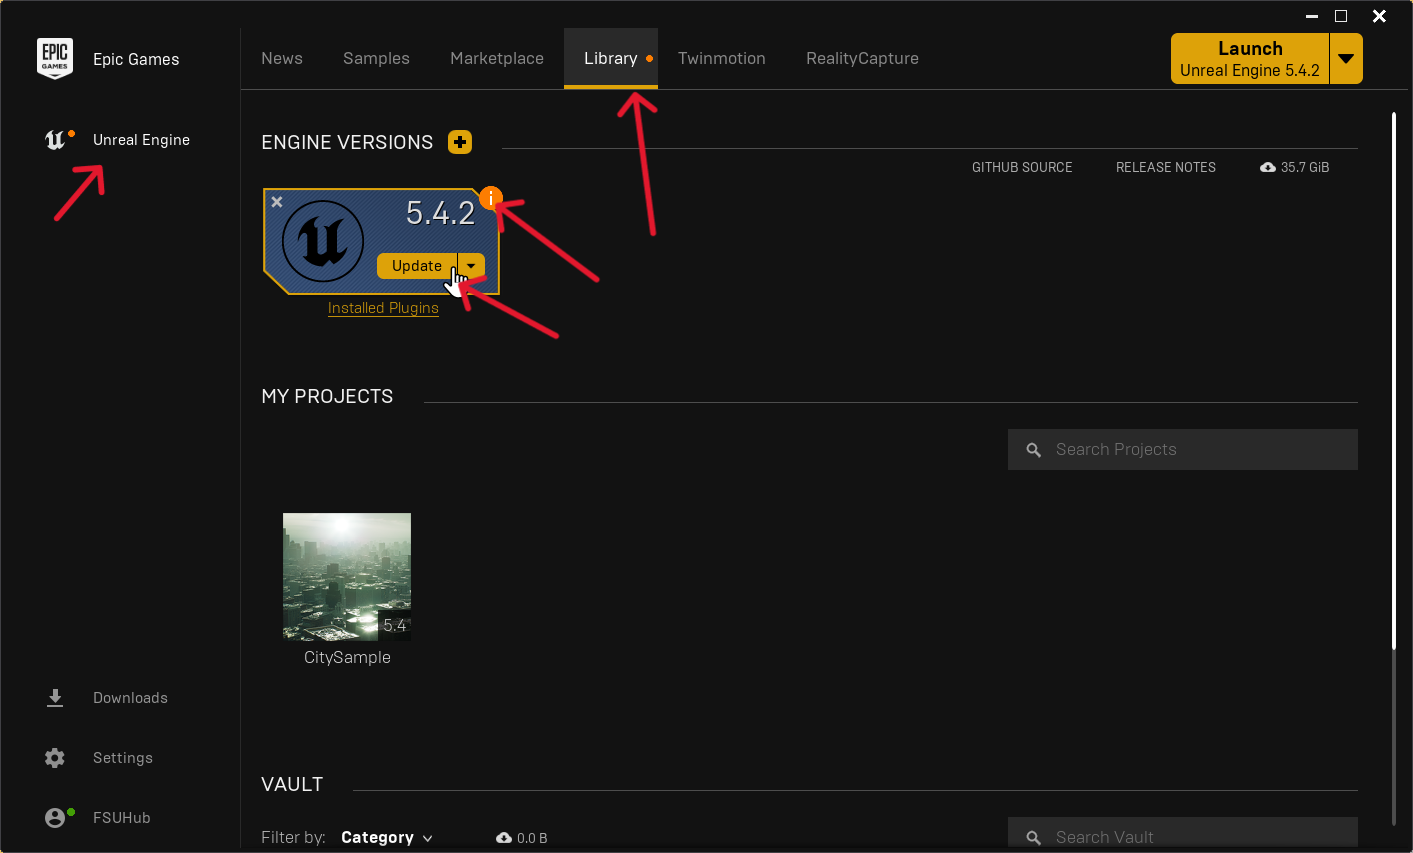 EPIC
GAMES
Epic Games
News
Samples
Marketplace
Library
Twinmotion
RealityCapture
Launch
Unreal Engine 5.4.2
Unreal Engine
ENGINE VERSIONS
GITHUB SOURCE
RELEASE NOTES
35.7 GiB
5.4.2
Update
Installed Plugins
MY PROJECTS
Search Projects
5.4
CitySample
Downloads
Settings
FSUHub
VAULT
Filter by: Category
0.0 B
Search Vault